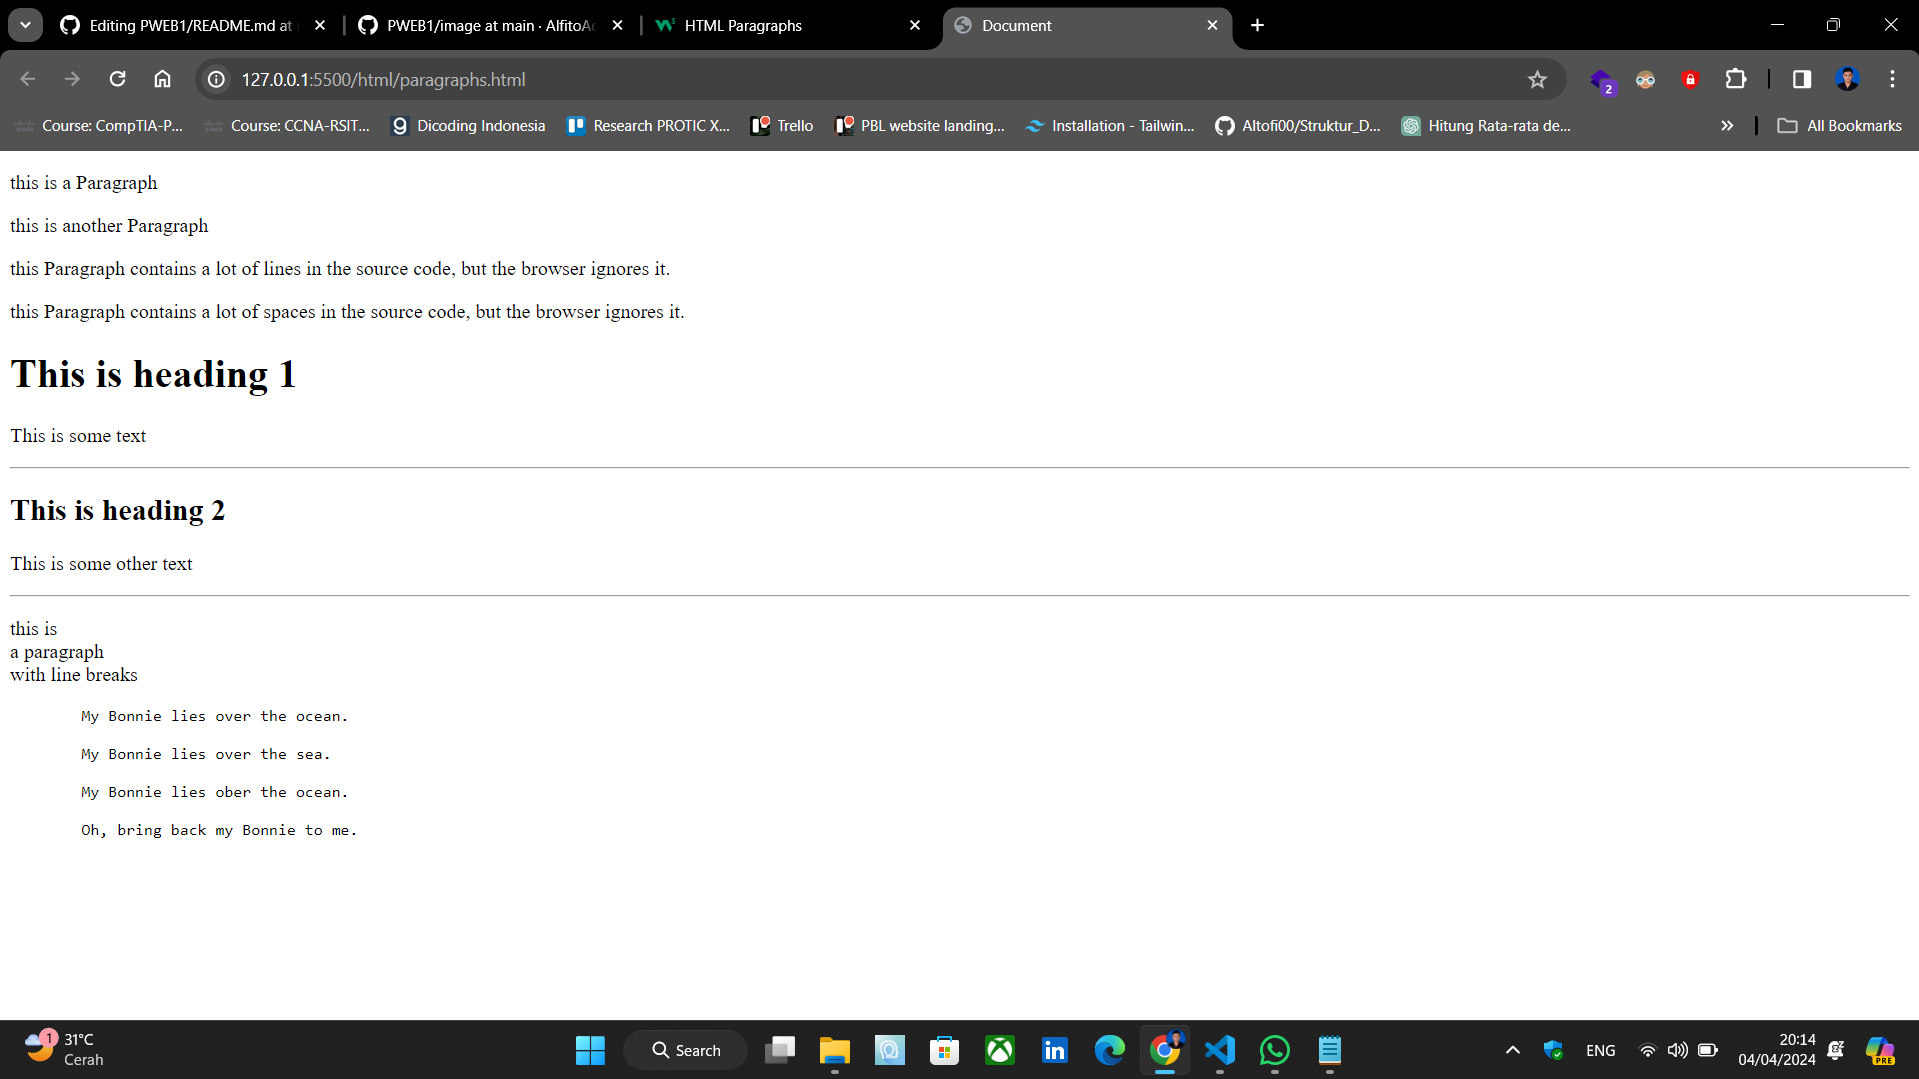 Editing PWEB1/README.md at
PWEB1/image at main · AlfitoA
HTML Paragraphs
Document
127.0.0.1:5500/html/paragraphs.html
2
Course: CompTIA-P...
Course: CCNA-RSIT...
Dicoding Indonesia
Research PROTIC X...
Trello
PBL website landing...
Installation - Tailwin...
Altofi00/Struktur_D...
Hitung Rata-rata de...
All Bookmarks
this is a Paragraph
this is another Paragraph
this Paragraph contains a lot of lines in the source code, but the browser ignores it.
this Paragraph contains a lot of spaces in the source code, but the browser ignores it.
This is heading 1
This is some text
This is heading 2
This is some other text
this is
a paragraph
with line breaks
My Bonnie lies over the ocean.
My Bonnie lies over the sea.
My Bonnie lies ober the ocean.
Oh, bring back my Bonnie to me.
1
31°C
Cerah
Search
ENG
20:14
04/04/2024
PRE